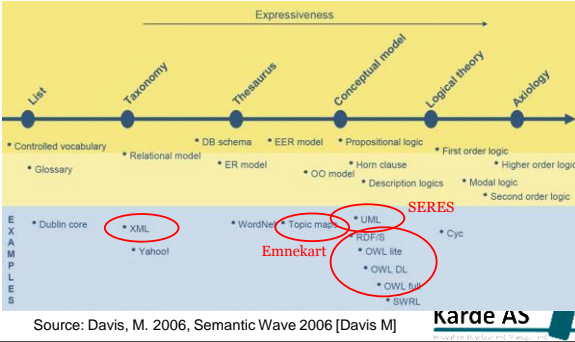 Expressiveness
List
Taxonomy
Thesaurus
Conceptual model
Logical theory
Axiology
• Controlled vocabulary
• Glossary
• Relational model
• DB schema
• EER model
• ER model
• OO model
• Propositional logic
• Horn clause
• Description logics
• First order logic
• Higher order logic
• Modal logic
• Second order logic
EXAMPLES
• Dublin core
• XML
• Yahoo!
• WordNet
• Topic maps
• UML
SERES
Emnekart
• RDF/S
• OWL lite
• OWL DL
• OWL full
• SWRL
• Cyc
Source: Davis, M. 2006, Semantic Wave 2006 [Davis M]
Karde AS